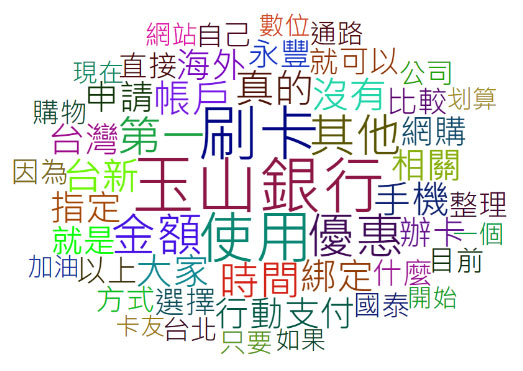 網站 自己 數位 通路
現在 直接 海外 永豐 就可以 公司
購物 申請 帳戶 真的 沒有 比較 划算
台灣 第一 刷卡 其他 網購
因為 台新 玉山銀行 相關
指定 手機 整理
就是 金額 使用 優惠 辦卡 一個
加油 以上 大家 時間 綁定 什麼 目前
方式 選擇 行動支付 國泰 開始
卡友 台北 只要 如果